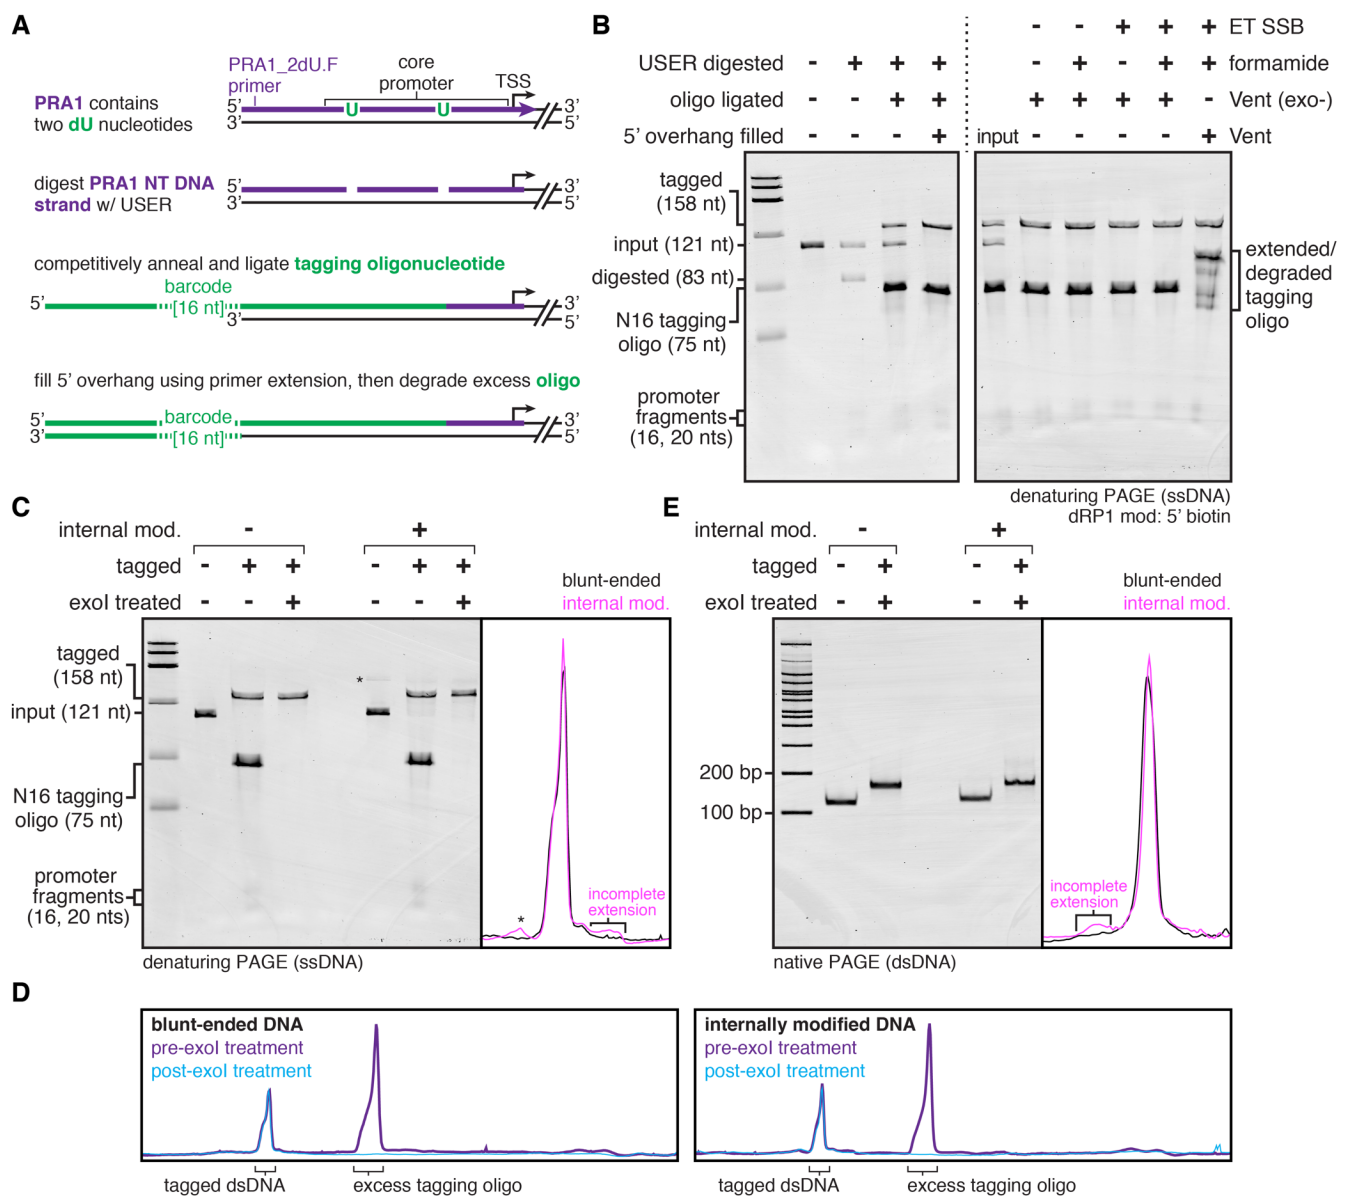 A
PRA1_2dU.F
primer
core
promoter
TSS
PRA1 contains
two dU nucleotides
5’
U
U
3’
3’
5’
digest PRA1 NT DNA
strand w/ USER
5’
3’
3’
5’
competitively anneal and ligate tagging oligonucleotide
barcode
5’
[16 nt]
3’
3’
5’
fill 5’ overhang using primer extension, then degrade excess oligo
barcode
5’
3’
3’
[16 nt]
5’
B
- - + + + ET SSB
USER digested - + + +
- + - + + formamide
oligo ligated - - + +
+ + + + - Vent (exo-)
5’ overhang filled - - - +
input - - - - + Vent
tagged
(158 nt)
input (121 nt)
digested (83 nt)
N16 tagging
oligo (75 nt)
promoter
fragments
(16, 20 nts)
extended/
degraded
tagging
oligo
denaturing PAGE (ssDNA)
dRP1 mod: 5’ biotin
C
internal mod. - +
tagged - + + - + +
exoI treated - - + - - +
blunt-ended
internal mod.
tagged
(158 nt)
*
input (121 nt)
N16 tagging
oligo (75 nt)
promoter
fragments
(16, 20 nts)
incomplete
extension
*
denaturing PAGE (ssDNA)
E
internal mod. - +
tagged - + - +
exoI treated - + - +
blunt-ended
internal mod.
200 bp
100 bp
incomplete
extension
native PAGE (dsDNA)
D
blunt-ended DNA
pre-exoI treatment
post-exoI treatment
tagged dsDNA
excess tagging oligo
internally modified DNA
pre-exoI treatment
post-exoI treatment
tagged dsDNA
excess tagging oligo